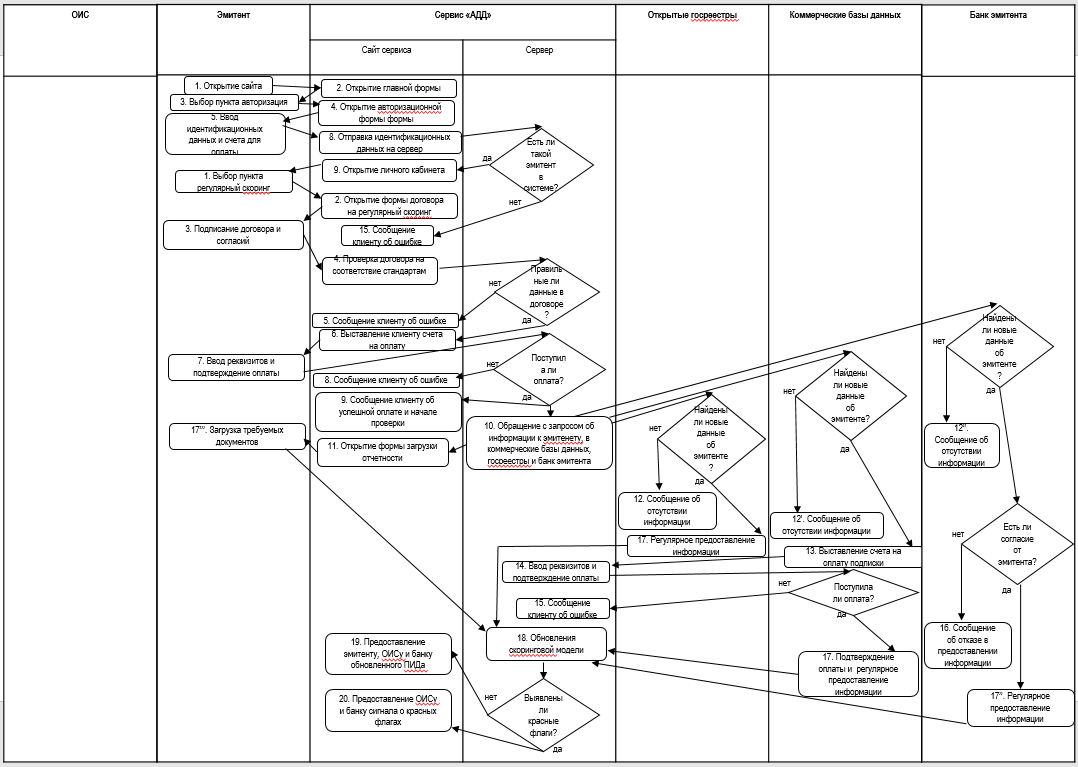 ОИС
Эмитент
Сервис «АДД»
Открытые госреестры
Коммерческие базы данных
Банк эмитента
Сайт сервиса
Сервер
1. Открытие сайта
2. Открытие главной формы
3. Выбор пункта авторизация
4. Открытие авторизационной
формы формы
5. Ввод
идентификационных
данных и счета для
оплаты
8. Отправка идентификационных
данных на сервер
Есть ли
такой
эмитент
в
системе?
да
нет
9. Открытие личного кабинета
1. Выбор пункта
регулярный скоринг
2. Открытие формы договора
на регулярный скоринг
15. Сообщение
клиенту об ошибке
3. Подписание договора и
согласий
4. Проверка договора на
соответствие стандартам
Правиль
ные ли
данные в
договоре
?
нет
да
5. Сообщение клиенту об ошибке
6. Выставление клиенту счета
на оплату
7. Ввод реквизитов и
подтверждение оплаты
Поступил
а ли
оплата?
нет
да
8. Сообщение клиенту об ошибке
9. Сообщение клиенту об
успешной оплате и начале
проверки
10. Обращение с запросом об
информации к эмитенету, в
коммерческие базы данных,
госреестры и банк эмитента
11. Открытие формы загрузки
отчетности
17°°. Загрузка требуемых
документов
Найдены
ли новые
данные
об
эмитенте
?
нет
да
12. Сообщение об
отсутствии
информации
17. Регулярное предоставление
информации
Найдены
ли новые
данные
об
эмитенте?
нет
да
12'. Сообщение об
отсутствии информации
13. Выставление счета на
оплату подписки
14. Ввод реквизитов и
подтверждение оплаты
Поступила
ли оплата?
нет
да
15. Сообщение
клиенту об ошибке
17. Подтверждение
оплаты и регулярное
предоставление
информации
Найдены
ли новые
данные
об
эмитенте
?
нет
да
12''. Сообщение об
отсутствии
информации
Есть ли
согласие
от
эмитента?
нет
да
16. Сообщение
об отказе в
предоставлении
информации
17°. Регулярное
предоставление
информации
18. Обновления
скоринговой модели
Выявлены
ли
красные
флаги?
нет
да
19. Предоставление
эмитенту, ОИСу и банку
обновленного ПИДа
20. Предоставление ОИСу
и банку сигнала о красных
флагах